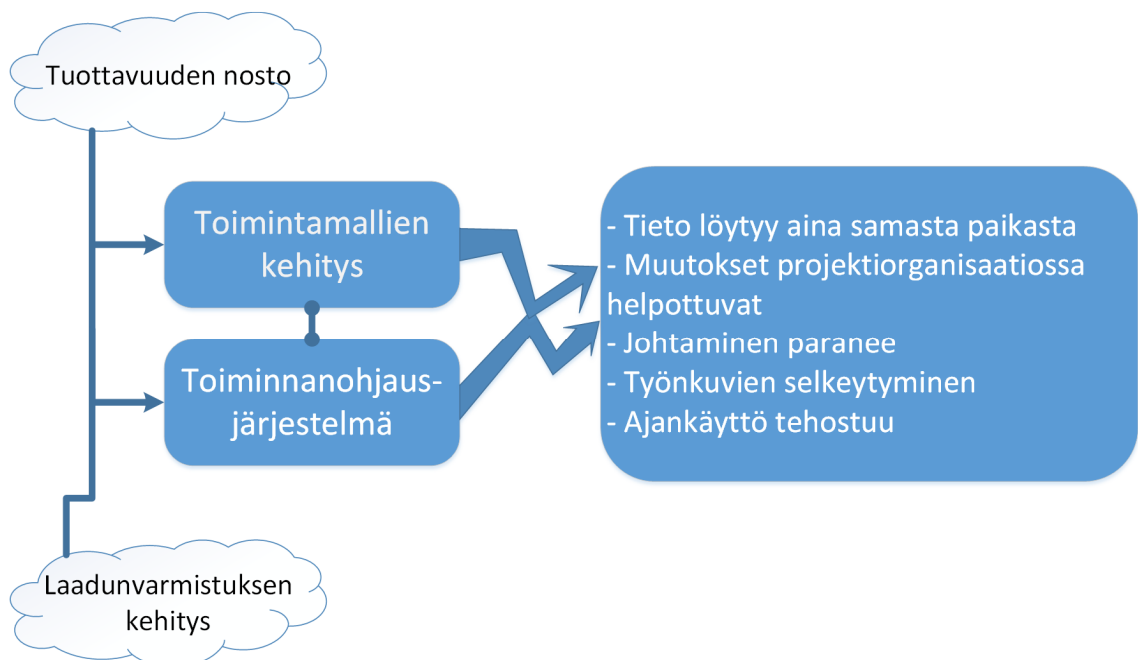 Tuottavuuden nosto
Toimintamallien
kehitys
Toiminnanohjaus-
järjestelmä
- Tieto löytyy aina samasta paikasta
- Muutokset projektiorganisaatiossa
helpottuvat
- Johtaminen paranee
- Työnkuvien selkeytyminen
- Ajankäyttö tehostuu
Laadunvarmistuksen
kehitys